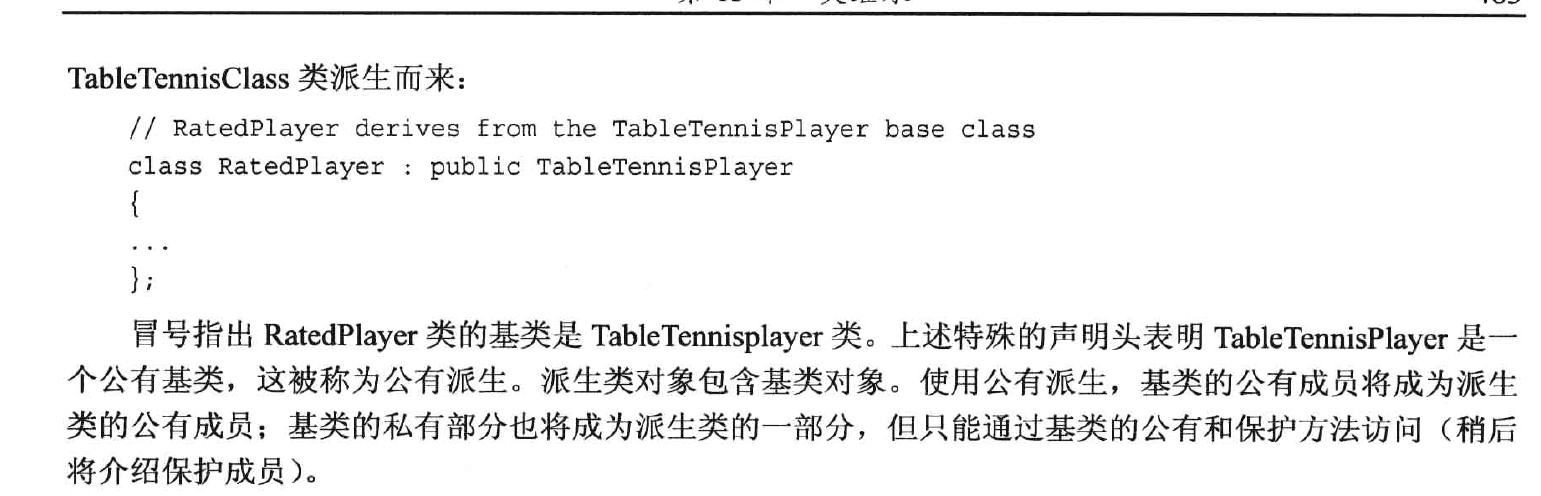 TableTennisClass 类派生而来：
// RatedPlayer derives from the TableTennisPlayer base class
class RatedPlayer : public TableTennisPlayer
{
...
};
冒号指出 RatedPlayer 类的基类是 TableTennisplayer 类。上述特殊的声明头表明 TableTennisPlayer 是一
个公有基类，这被称为公有派生。派生类对象包含基类对象。使用公有派生，基类的公有成员将成为派生
类的公有成员；基类的私有部分也将成为派生类的一部分，但只能通过基类的公有和保护方法访问（稍后
将介绍保护成员）。